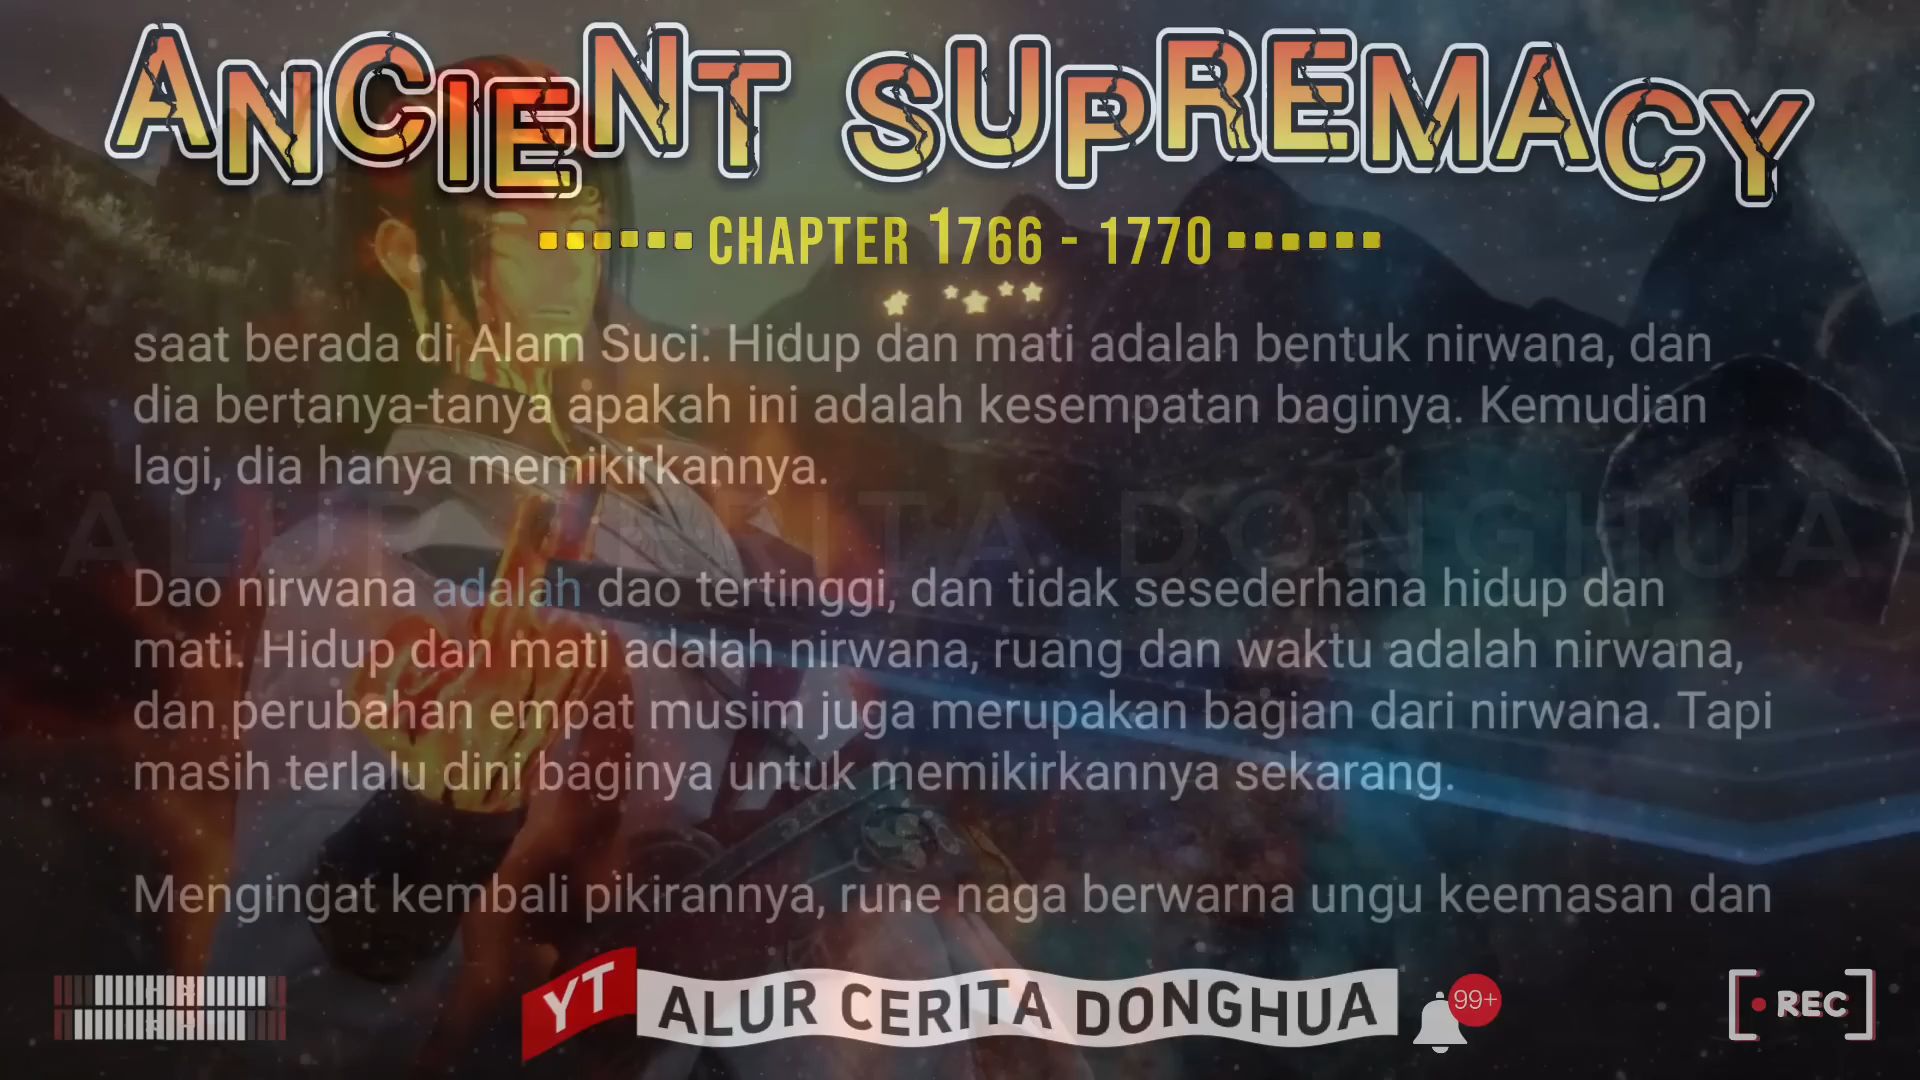 ANCIENT SUPREMACY
CHAPTER 1766 - 1770
saat berada di Alam Suci: Hidup dan mati adalah bentuk nirwana, dan
dia bertanya-tanya apakah ini adalah kesempatan baginya. Kemudian
lagi, dia hanya memikirkannya.
ALUR CERITA DONGHUA
Dao nirwana adalah dao tertinggi, dan tidak sesederhana hidup dan
mati. Hidup dan mati adalah nirwana, ruang dan waktu adalah nirwana,
dan perubahan empat musim juga merupakan bagian dari nirwana. Tapi
masih terlalu dini baginya untuk memikirkannya sekarang.
Mengingat kembali pikirannya, rune naga berwarna ungu keemasan dan
YT ALUR CERITA DONGHUA
99+
REC